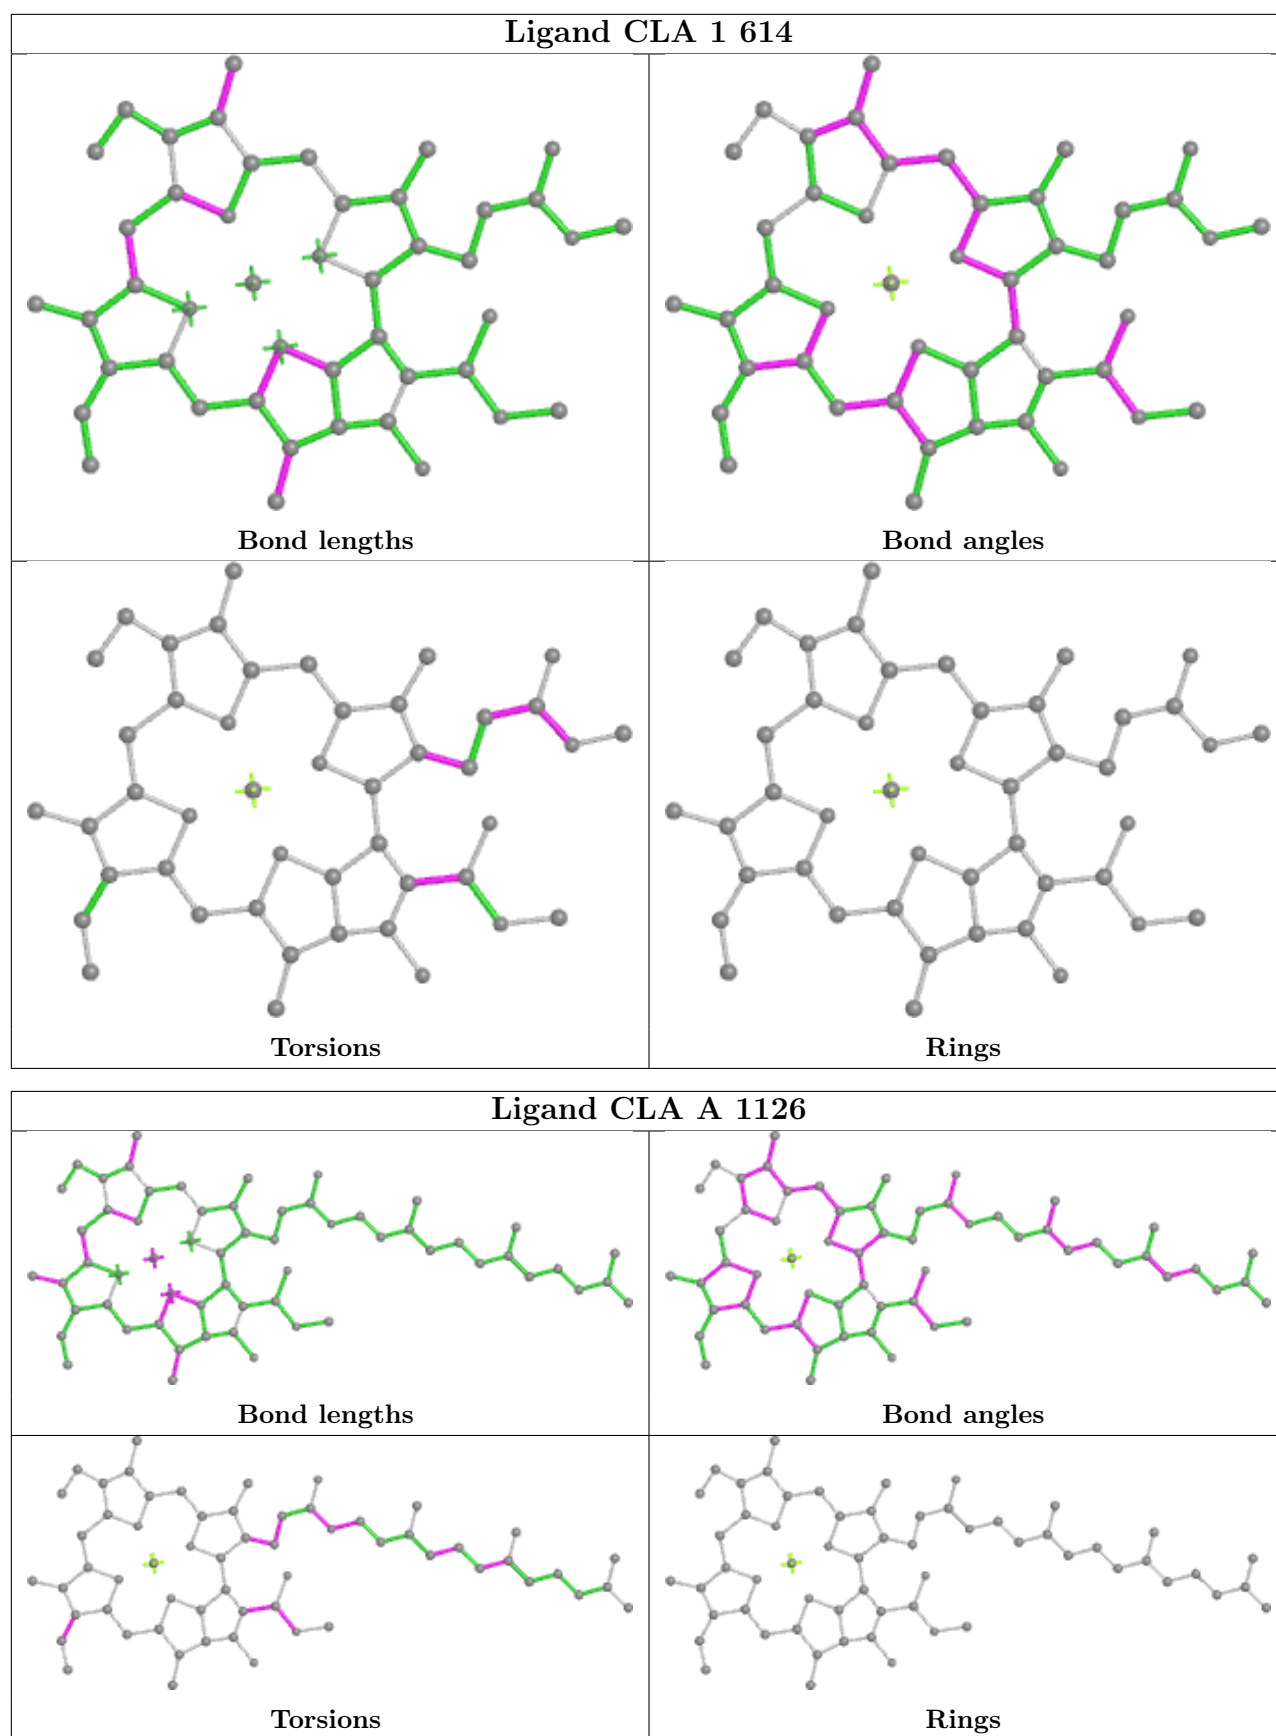 Ligand CLA 1 614
Bond lengths
Bond angles
Torsions
Rings
Ligand CLA A 1126
Bond lengths
Bond angles
Torsions
Rings